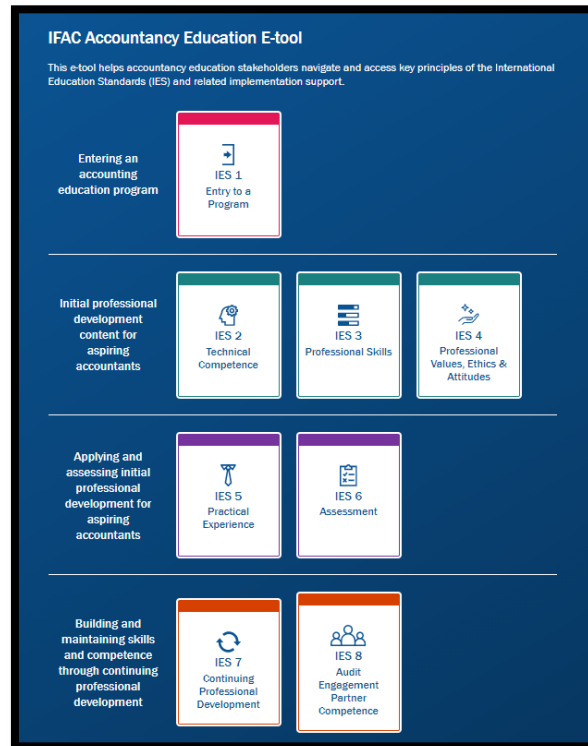 IFAC Accountancy Education E-tool
This e-tool helps accountancy education stakeholders navigate and access key principles of the International
Education Standards (IES) and related implementation support.
Entering an
accounting
education program
IES 1
Entry to a
Program
Initial professional
development
content for
aspiring
accountants
IES 2
Technical
Competence
IES 3
Professional Skills
IES 4
Professional
Values, Ethics &
Attitudes
Applying and
assessing initial
professional
development for
aspiring
accountants
IES 5
Practical
Experience
IES 6
Assessment
Building and
maintaining skills
and competence
through continuing
professional
development
IES 7
Continuing
Professional
Development
IES 8
Audit
Engagement
Partner
Competence